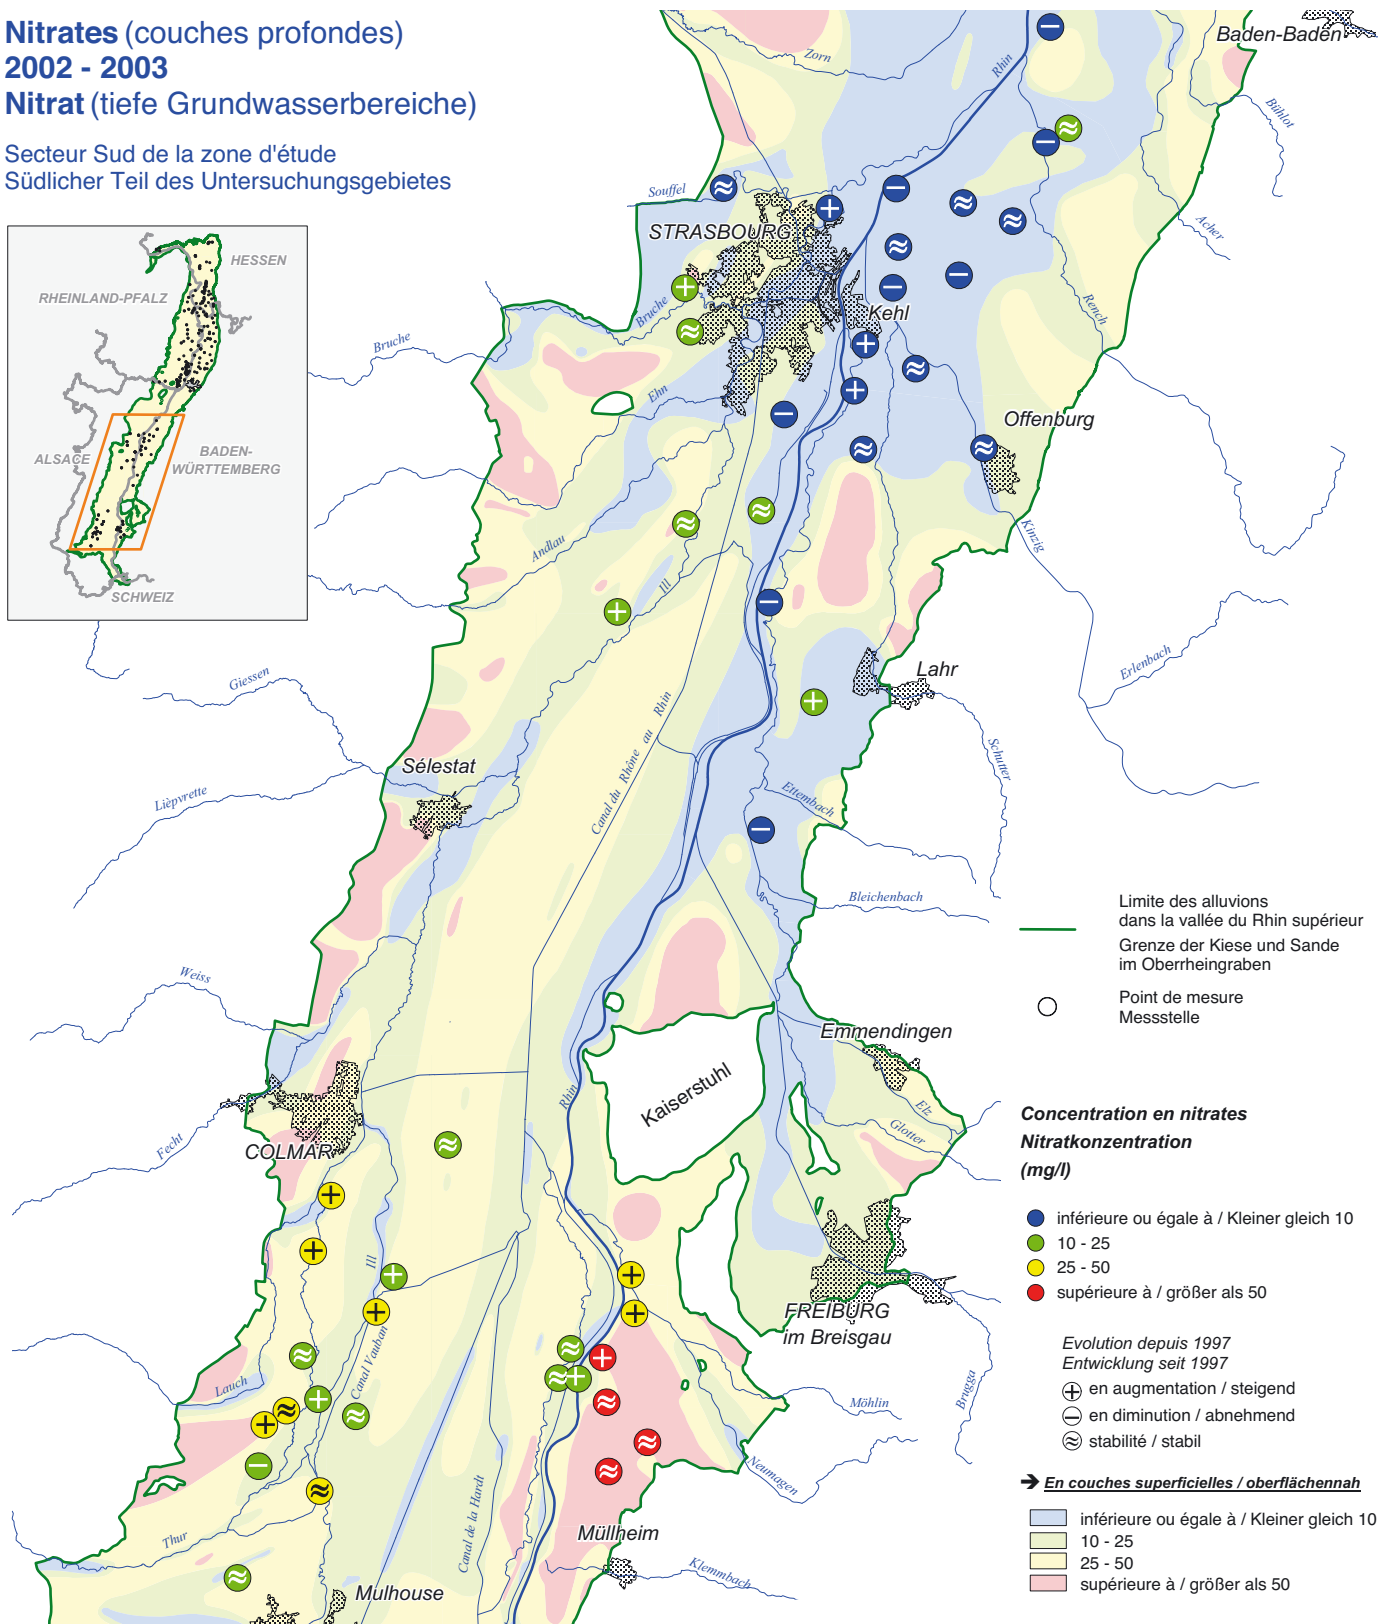 Nitrates (couches profondes)
2002 - 2003
Nitrat (tiefe Grundwasserbereiche)
Secteur Sud de la zone d'étude
Südlicher Teil des Untersuchungsgebietes
HESSEN
RHEINLAND-PFALZ
ALSACE
BADEN-
WÜRTTEMBERG
SCHWEIZ
Baden-Baden
Zorn
Rhin
Bühlot
Souffel
STRASBOURG
Acher
Rench
Kehl
Bruche
Bruche
Ehn
Offenburg
Kinzig
Andlau
Ill
Erlenbach
Lahr
Giessen
Schutter
Canal du Rhône au Rhin
Sélestat
Lièpvrette
Ettembach
Bleichenbach
Weiss
Emmendingen
Kaiserstuhl
Rhin
Elz
Glotter
Fecht
COLMAR
Ill
FREIBURG
im Breisgau
Canal Vauban
Lauch
Möhlin
Brugga
Neumagen
Canal de la Hardt
Thur
Müllheim
Klemmbach
Mulhouse
Limite des alluvions
dans la vallée du Rhin supérieur
Grenze der Kiese und Sande
im Oberrheingraben
Point de mesure
Messstelle
Concentration en nitrates
Nitratkonzentration
(mg/l)
inférieure ou égale à / Kleiner gleich 10
10 - 25
25 - 50
supérieure à / größer als 50
Evolution depuis 1997
Entwicklung seit 1997
en augmentation / steigend
en diminution / abnehmend
stabilité / stabil
➔ En couches superficielles / oberflächennah
inférieure ou égale à / Kleiner gleich 10
10 - 25
25 - 50
supérieure à / größer als 50